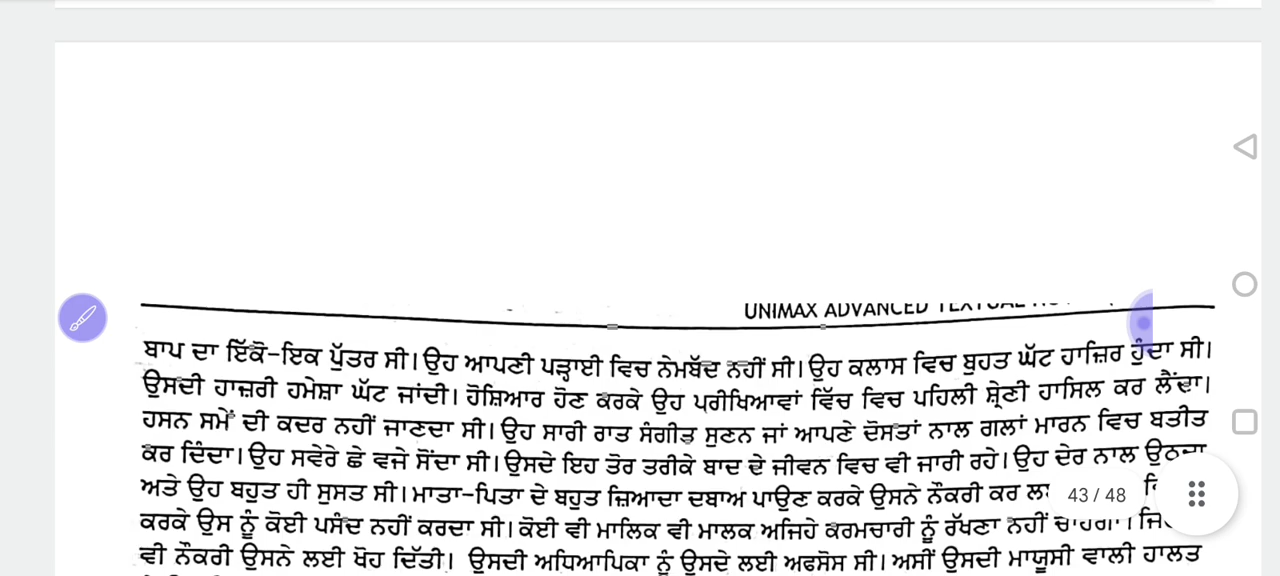 UNIMAX ADVANCED TEXTUAL
ਬਾਪ ਦਾ ਇੱਕੋ-ਇਕ ਪੁੱਤਰ ਸੀ। ਉਹ ਆਪਣੀ ਪੜ੍ਹਾਈ ਵਿਚ ਨੇਮਬੱਦ ਨਹੀਂ ਸੀ। ਉਹ ਕਲਾਸ ਵਿਚ ਬੁਹਤ ਘੱਟ ਹਾਜ਼ਿਰ ਹੁੰਦਾ ਸੀ।
ਉਸਦੀ ਹਾਜ਼ਰੀ ਹਮੇਸ਼ਾ ਘੱਟ ਜਾਂਦੀ। ਹੋਸ਼ਿਆਰ ਹੋਣ ਕਰਕੇ ਉਹ ਪਰੀਖਿਆਵਾਂ ਵਿੱਚ ਵਿਚ ਪਹਿਲੀ ਸ਼੍ਰੇਣੀ ਹਾਸਿਲ ਕਰ ਲੈਂਦਾ।
ਹਸਨ ਸਮੇਂ ਦੀ ਕਦਰ ਨਹੀਂ ਜਾਣਦਾ ਸੀ। ਉਹ ਸਾਰੀ ਰਾਤ ਸੰਗੀਤ ਸੁਣਨ ਜਾਂ ਆਪਣੇ ਦੋਸਤਾਂ ਨਾਲ ਗਲਾਂ ਮਾਰਨ ਵਿਚ ਬਤੀਤ
ਕਰ ਦਿੰਦਾ। ਉਹ ਸਵੇਰੇ ਛੇ ਵਜੇ ਸੋਂਦਾ ਸੀ। ਉਸਦੇ ਇਹ ਤੋਰ ਤਰੀਕੇ ਬਾਦ ਦੇ ਜੀਵਨ ਵਿਚ ਵੀ ਜਾਰੀ ਰਹੇ। ਉਹ ਦੇਰ ਨਾਲ ਉਠਦਾ
ਅਤੇ ਉਹ ਬਹੁਤ ਹੀ ਸੁਸਤ ਸੀ। ਮਾਤਾ-ਪਿਤਾ ਦੇ ਬਹੁਤ ਜ਼ਿਆਦਾ ਦਬਾਅ ਪਾਉਣ ਕਰਕੇ ਉਸਨੇ ਨੌਕਰੀ ਕਰ
43 / 48
ਕਰਕੇ ਉਸ ਨੂੰ ਕੋਈ ਪਸੰਦ ਨਹੀਂ ਕਰਦਾ ਸੀ। ਕੋਈ ਵੀ ਮਾਲਿਕ ਵੀ ਮਾਲਕ ਅਜਿਹੇ ਕਰਮਚਾਰੀ ਨੂੰ ਰੱਖਣਾ ਨਹੀਂ ਚਾਹੇਗਾ।
ਵੀ ਨੌਕਰੀ ਉਸਨੇ ਲਈ ਖੋਹ ਦਿੱਤੀ। ਉਸਦੀ ਅਧਿਆਪਿਕਾ ਨੂੰ ਉਸਦੇ ਲਈ ਅਫਸੋਸ ਸੀ। ਅਸੀਂ ਉਸਦੀ ਮਾਯੂਸੀ ਵਾਲੀ ਹਾਲਤ